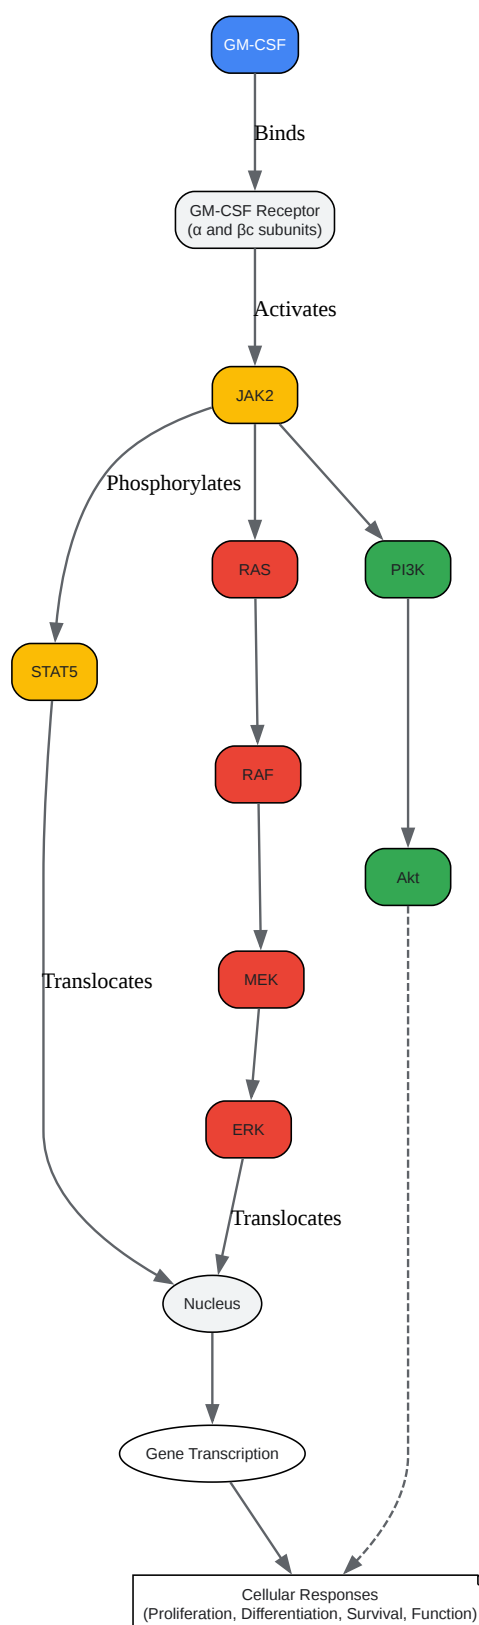 GM-CSF
Binds
GM-CSF Receptor
(α and βc subunits)
Activates
JAK2
Phosphorylates
RAS
PI3K
STAT5
RAF
Akt
MEK
Translocates
ERK
Translocates
Nucleus
Gene Transcription
Cellular Responses
(Proliferation, Differentiation, Survival, Function)